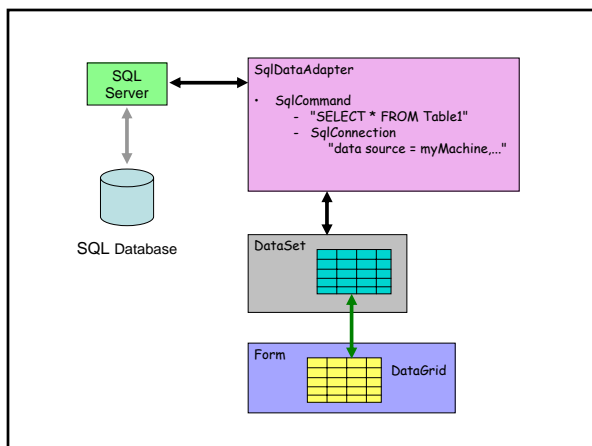 SQL
Server
SQL Database
SqlDataAdapter
• SqlCommand
- "SELECT * FROM Table1"
- SqlConnection
"data source = myMachine,..."
DataSet
Form
DataGrid